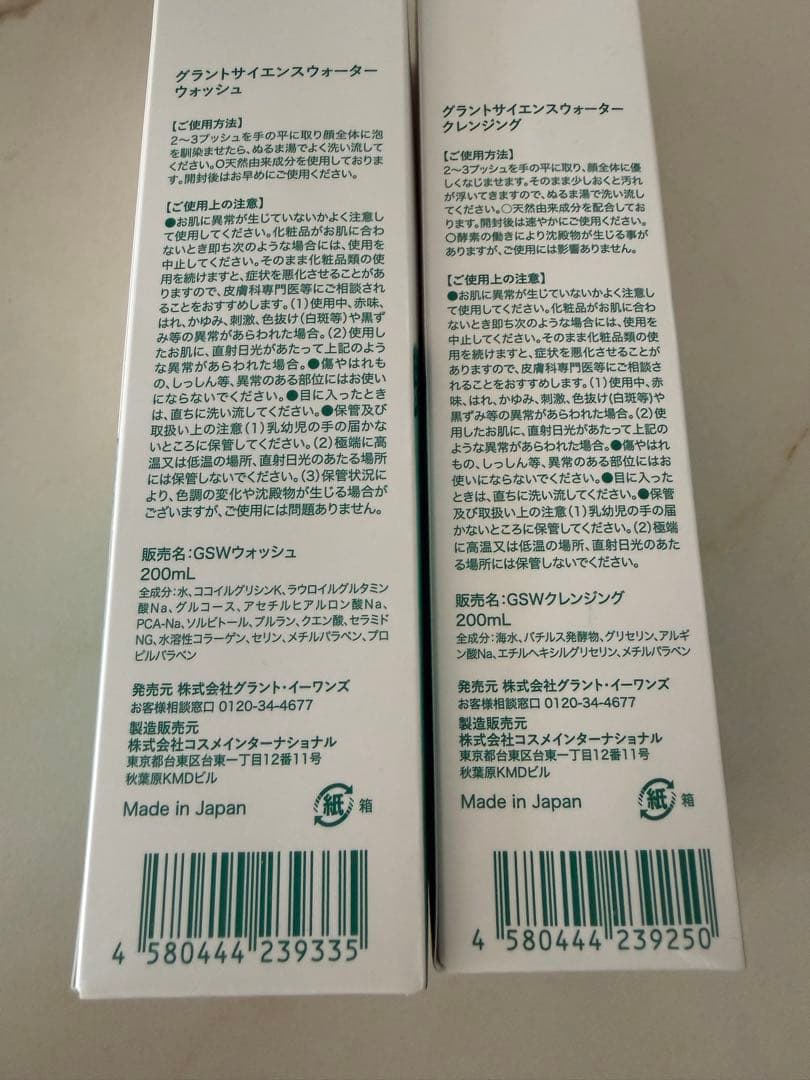 グラントサイエンスウォーター
ウォッシュ
【ご使用方法】
2〜3プッシュを手の平に取り顔全体に泡
を馴染ませたら、ぬるま湯でよく洗い流し
てください。○天然由来成分を使用しておりま
す。開封後はお早めにご使用ください。
【ご使用上の注意】
●お肌に異常が生じていないかよく注意し
て使用してください。化粧品がお肌に合わ
ないとき即ち次のような場合には、使用を
中止してください。そのまま化粧品類の使
用を続けますと、症状を悪化させることがあ
りますので、皮膚科専門医等にご相談され
ることをおすすめします。(1)使用中、赤味、
はれ、かゆみ、刺激、色抜け(白斑等)や黒ず
み等の異常があらわれた場合。(2)使用し
たお肌に、直射日光があたって上記のよう
な異常があらわれた場合。●傷やはれも
の、しっしん等、異常のある部位にはお使い
にならないでください。●目に入ったときは
、直ちに洗い流してください。●保管及び
取扱い上の注意(1)乳幼児の手の届かな
いところに保管してください。(2)極端に高
温又は低温の場所、直射日光のあたる場所
には保管しないでください。(3)保管状況に
より、色調の変化や沈殿物が生じる場合が
ございますが、ご使用には問題ありません。
販売名:GSWウォッシュ
200mL
全成分:水、ココイルグリシンK、ラウロイルグルタミン
酸Na、グルコース、アセチルヒアルロン酸Na、
PCA-Na、ソルビトール、プルラン、クエン酸、セラミド
NG、水溶性コラーゲン、セリン、メチルパラベン、プロ
ピルパラベン
発売元 株式会社グラント・イーワンズ
お客様相談窓口 0120-34-4677
製造販売元
株式会社コスメインターナショナル
東京都台東区台東一丁目12番11号
秋葉原KMDビル
Made in Japan
紙 箱
4 580444 239335
グラントサイエンスウォーター
クレンジング
【ご使用方法】
2〜3プッシュを手の平に取り、顔全体に優
しくなじませます。そのまま少しおくと汚れ
が浮いてきますので、ぬるま湯で洗い流し
てください。○天然由来成分を配合してお
ります。開封後は速やかにご使用ください。
○酵素の働きにより沈殿物が生じる事が
ありますが、ご使用には影響ありません。
【ご使用上の注意】
●お肌に異常が生じていないかよく注意し
て使用してください。化粧品がお肌に合わ
ないとき即ち次のような場合には、使用を
中止してください。そのまま化粧品類の使
用を続けますと、症状を悪化させることが
ありますので、皮膚科専門医等にご相談さ
れることをおすすめします。(1)使用中、赤
味、はれ、かゆみ、刺激、色抜け(白斑等)や
黒ずみ等の異常があらわれた場合。(2)使
用したお肌に、直射日光があたって上記の
ような異常があらわれた場合。●傷やはれ
もの、しっしん等、異常のある部位にはお
使いにならないでください。●目に入った
ときは、直ちに洗い流してください。●保管
及び取扱い上の注意(1)乳幼児の手の届
かないところに保管してください。(2)極端
に高温又は低温の場所、直射日光のあた
る場所には保管しないでください。
販売名:GSWクレンジング
200mL
全成分:海水、バチルス発酵物、グリセリン、アルギ
ン酸Na、エチルヘキシルグリセリン、メチルパラベン
発売元 株式会社グラント・イーワンズ
お客様相談窓口 0120-34-4677
製造販売元
株式会社コスメインターナショナル
東京都台東区台東一丁目12番11号
秋葉原KMDビル
Made in Japan
紙 箱
4 580444 239250